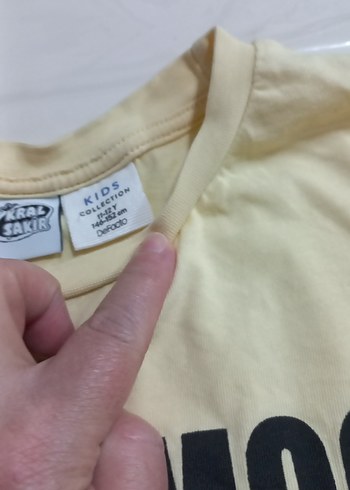 KRAL
ŞAKİR
KIDS
COLLECTION
11-12 Y
146-152 cm
DeFacto